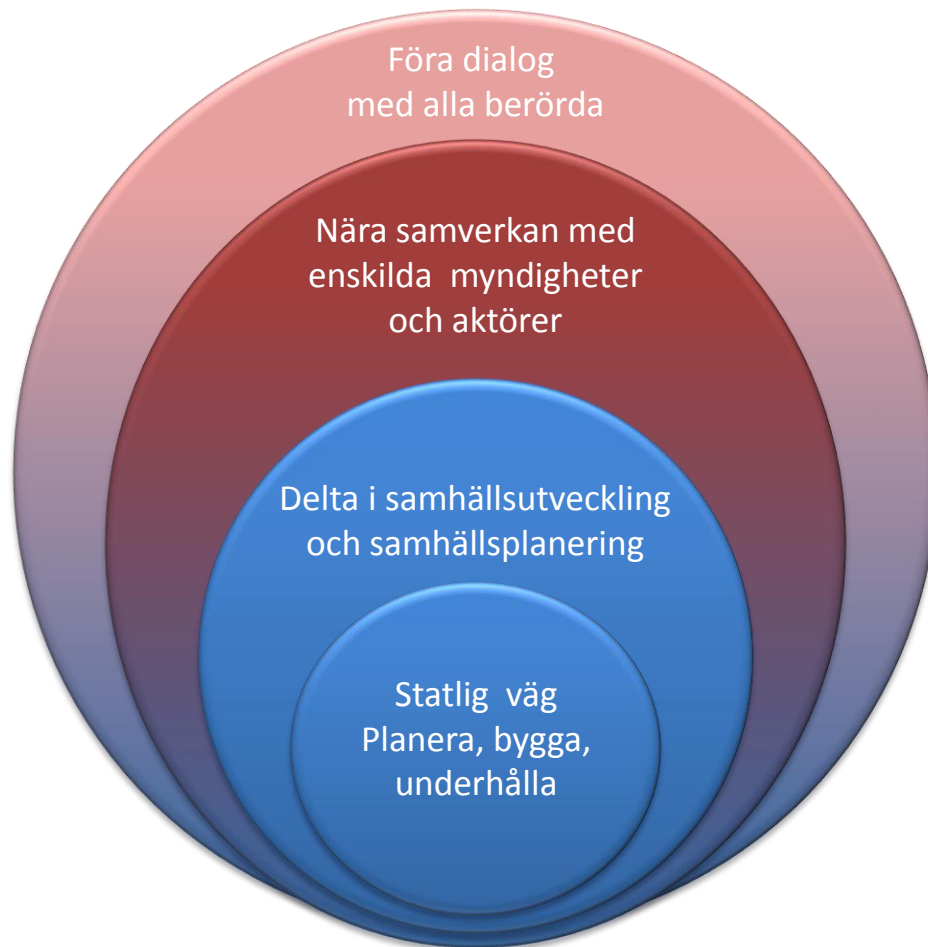 Föra dialog
med alla berörda
Nära samverkan med
enskilda  myndigheter
och aktörer
Delta i samhällsutveckling
och samhällsplanering
Statlig  väg
Planera, bygga,
underhålla